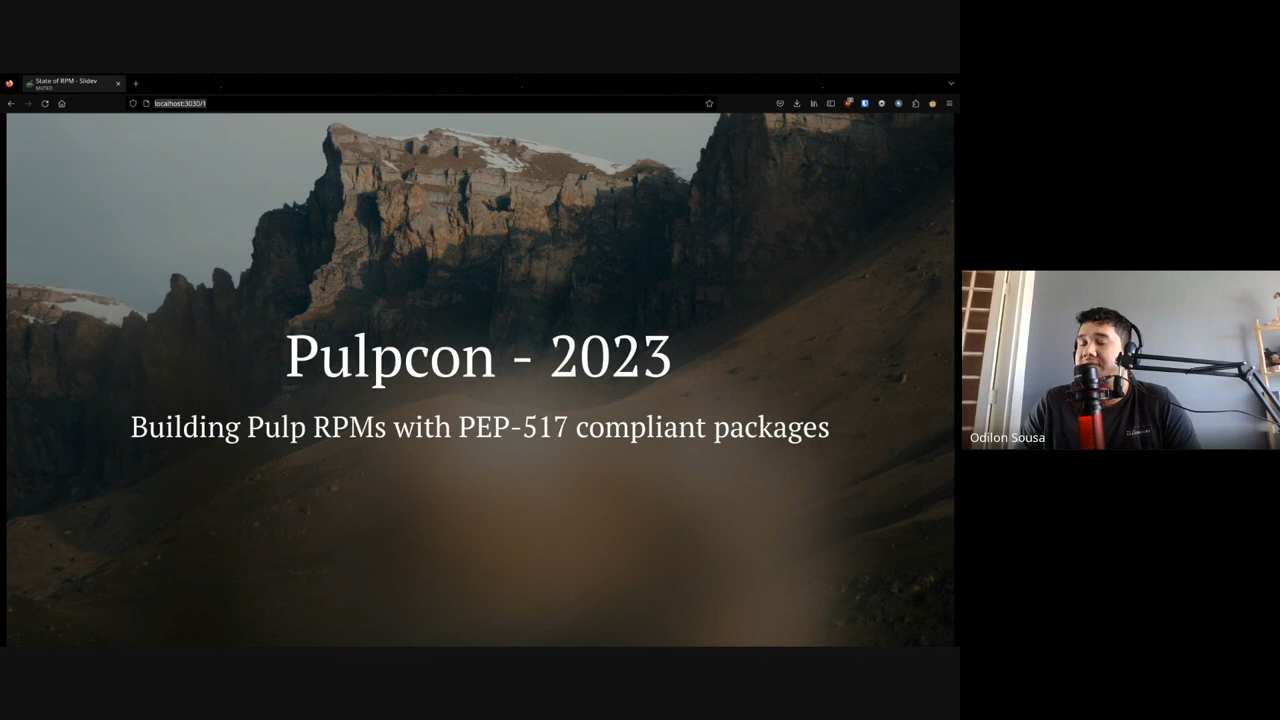 State of RPM - Slidev
MUTED
localhost:3030/1
Pulpcon - 2023
Building Pulp RPMs with PEP-517 compliant packages
Odilon Sousa